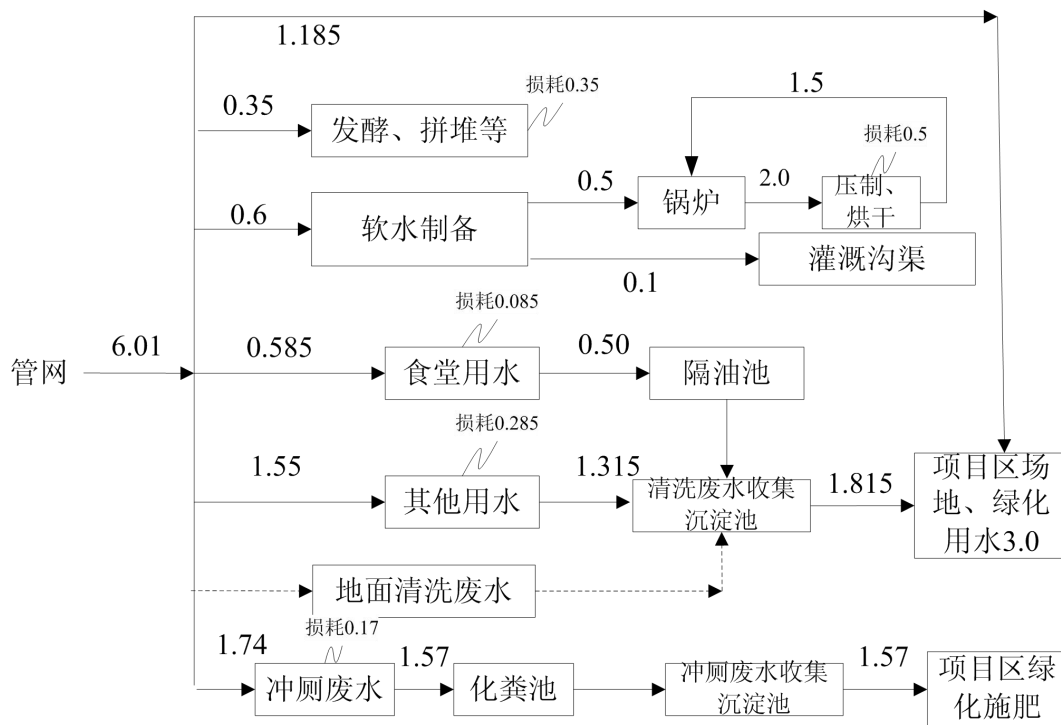 1.185
损耗0.35
0.35
发酵、拼堆等
1.5
损耗0.5
0.6
软水制备
0.5
锅炉
2.0
压制、
烘干
0.1
灌溉沟渠
损耗0.085
管网
6.01
0.585
食堂用水
0.50
隔油池
损耗0.285
1.55
其他用水
1.315
清洗废水收集
沉淀池
1.815
项目区场
地、绿化
用水3.0
地面清洗废水
损耗0.17
1.74
冲厕废水
1.57
化粪池
冲厕废水收集
沉淀池
1.57
项目区绿
化施肥